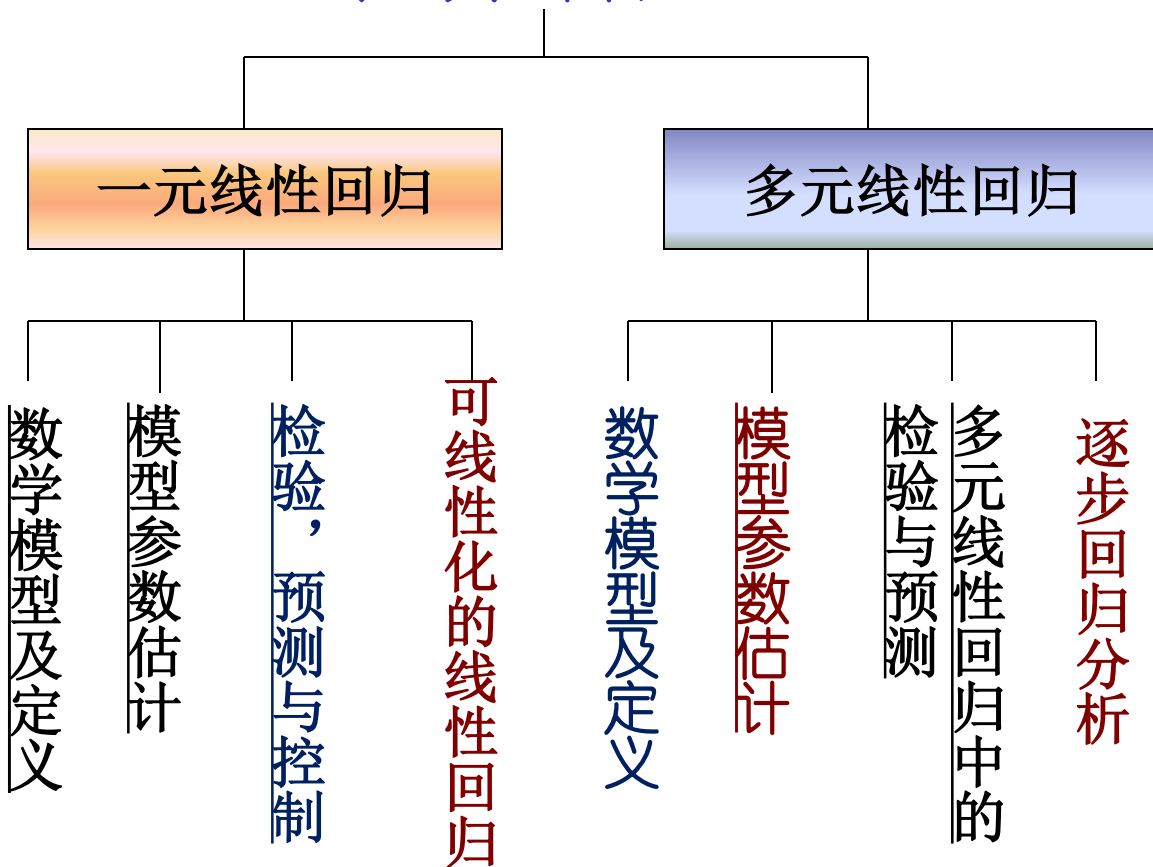 一元线性回归
多元线性回归
数学模型及定义
模型参数估计
检验，预测与控制
可线性化的线性回归
数学模型及定义
模型参数估计
多元线性回归中的
检验与预测
逐步回归分析